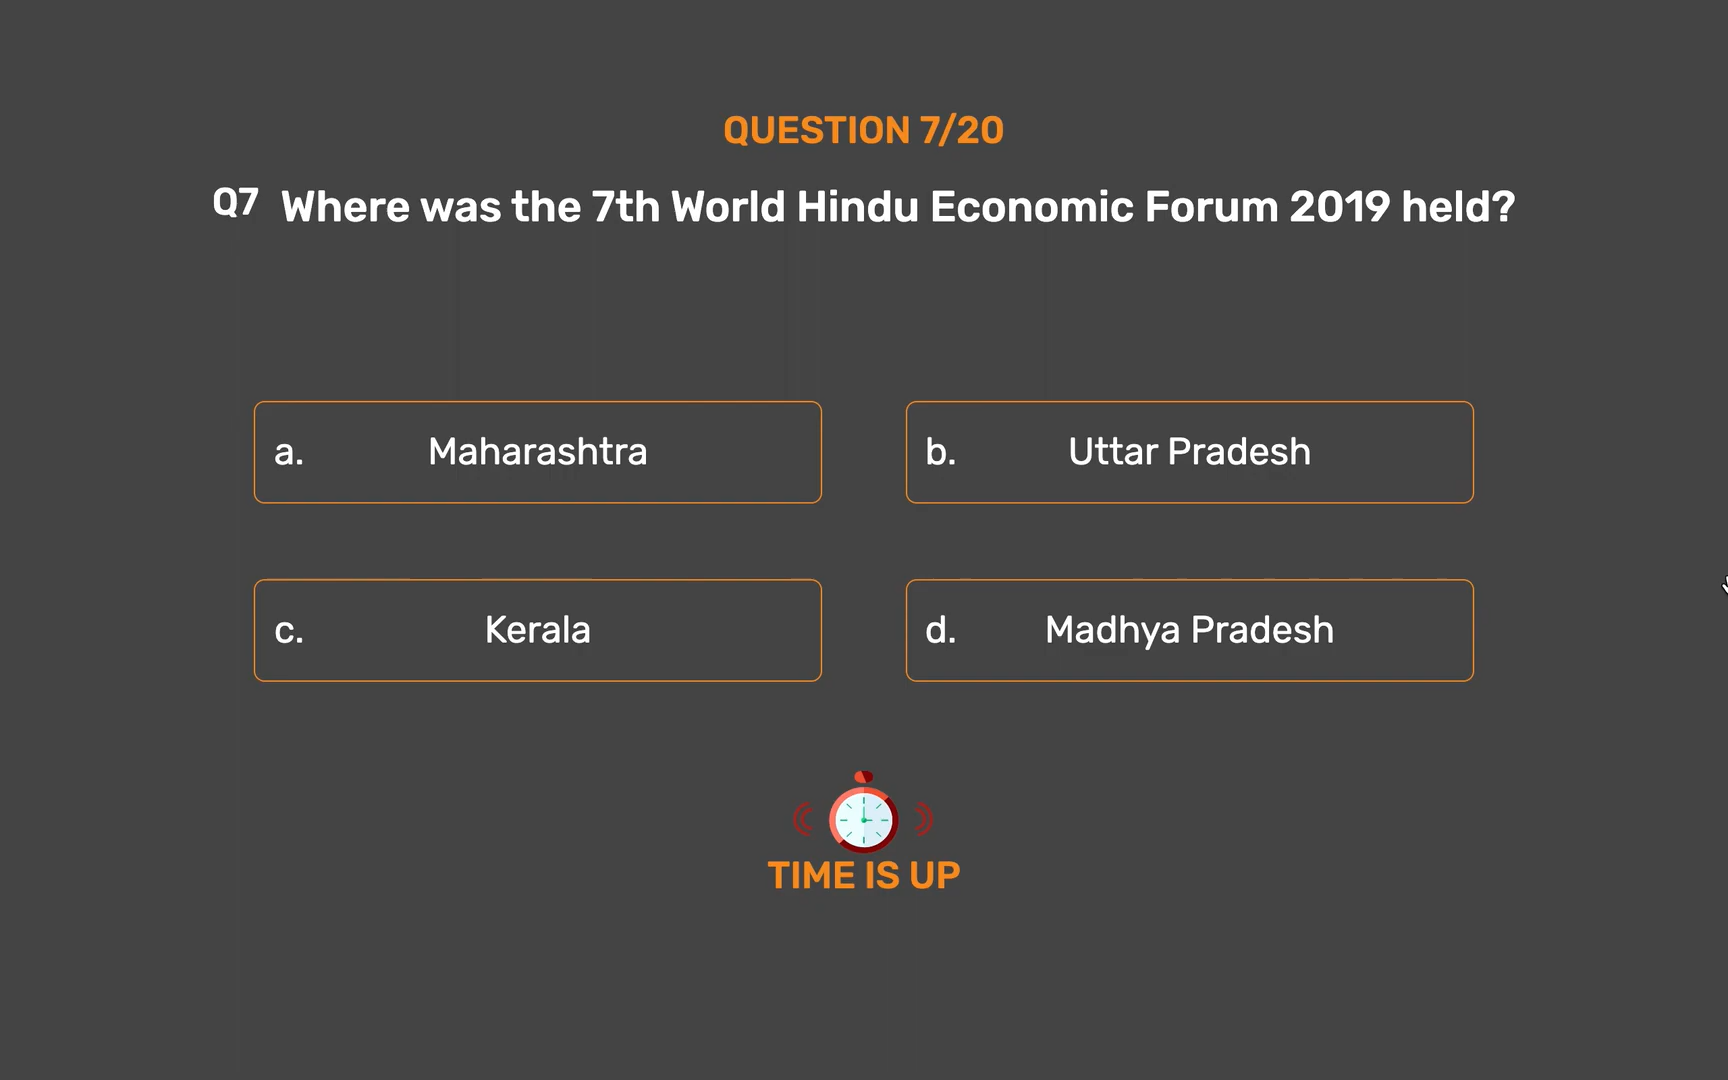 QUESTION 7/20
Q7 Where was the 7th World Hindu Economic Forum 2019 held?
a. Maharashtra
b. Uttar Pradesh
c. Kerala
d. Madhya Pradesh
TIME IS UP